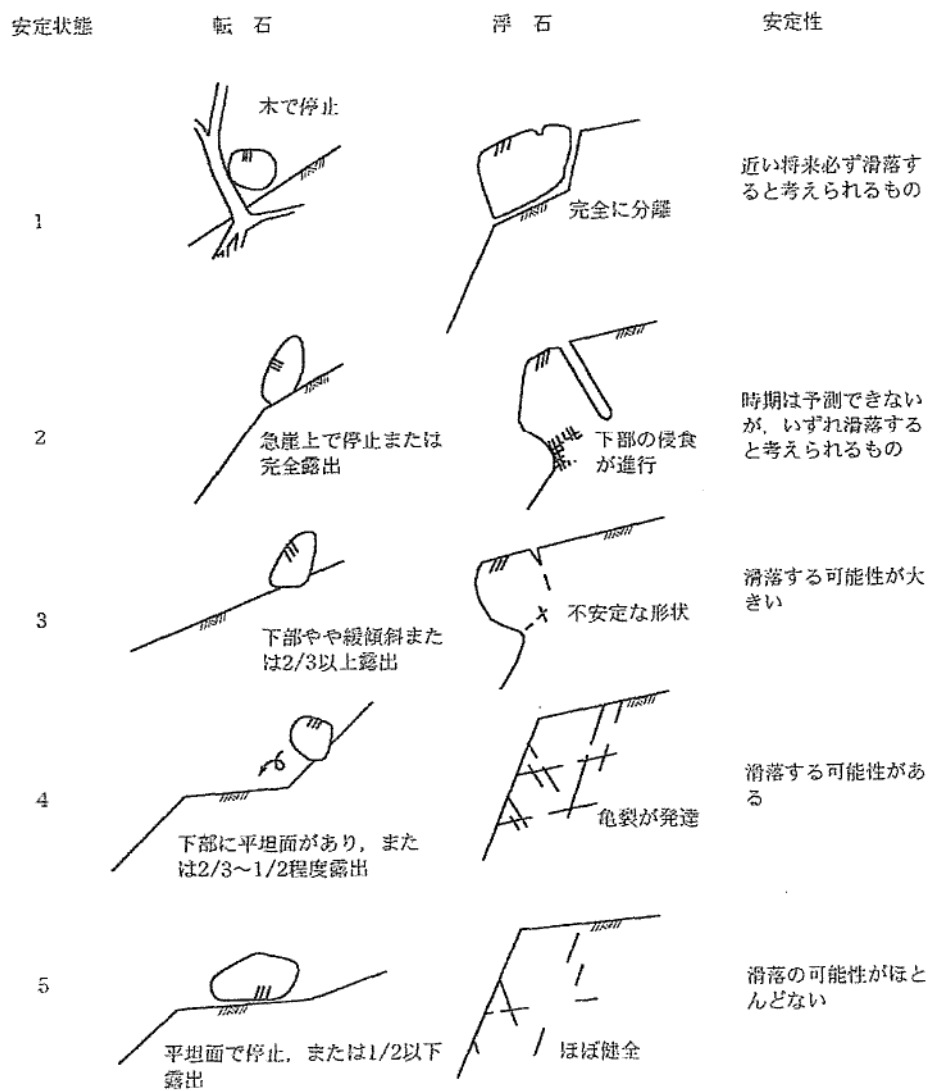 安定状態 転 石 浮 石 安定性
1
木で停止
完全に分離
近い将来必ず滑落す
ると考えられるもの
2
急崖上で停止または
完全露出
下部の侵食
が進行
時期は予測できない
が，いずれ滑落する
と考えられるもの
3
下部やや緩傾斜また
は2/3以上露出
不安定な形状
滑落する可能性が大
きい
4
下部に平坦面があり，また
は2/3～1/2程度露出
亀裂が発達
滑落する可能性があ
る
5
平坦面で停止，または1/2以下
露出
ほぼ健全
滑落の可能性がほと
んどない